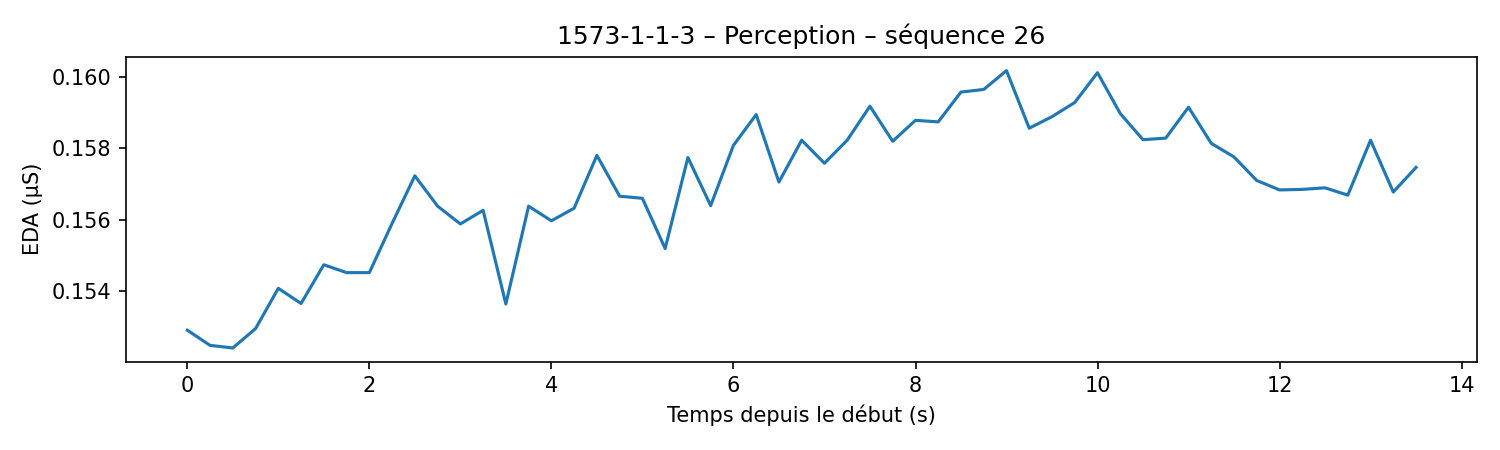 1573-1-1-3 – Perception – séquence 26
EDA (µS)
0.160
0.158
0.156
0.154
0 2 4 6 8 10 12 14
Temps depuis le début (s)